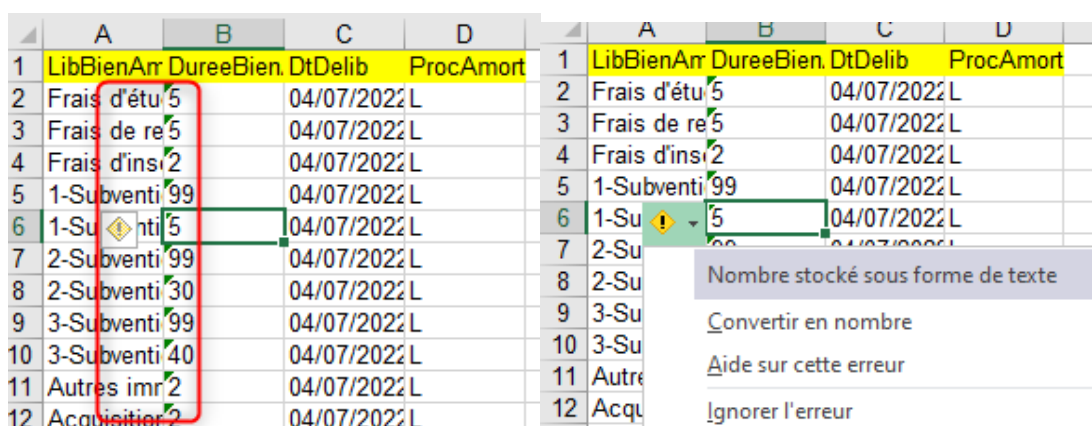 A B C D
1 LibBienAm DureeBien. DtDelib ProcAmort
2 Frais d'étu 5 04/07/2022 L
3 Frais de re 5 04/07/2022 L
4 Frais d'ins 2 04/07/2022 L
5 1-Subventi 99 04/07/2022 L
6 1-Su nti 5 04/07/2022 L
7 2-Subventi 99 04/07/2022 L
8 2-Subventi 30 04/07/2022 L
9 3-Subventi 99 04/07/2022 L
10 3-Subventi 40 04/07/2022 L
11 Autres imr 2 04/07/2022 L
12 Acquisition 2 04/07/2022 L
A B C D
1 LibBienAm DureeBien. DtDelib ProcAmort
2 Frais d'étu 5 04/07/2022 L
3 Frais de re 5 04/07/2022 L
4 Frais d'ins 2 04/07/2022 L
5 1-Subventi 99 04/07/2022 L
6 1-Su 5 04/07/2022 L
7 2-Su
8 2-Su
9 3-Su
10 3-Su
11 Autre
12 Acqu
Nombre stocké sous forme de texte
Convertir en nombre
Aide sur cette erreur
Ignorer l'erreur